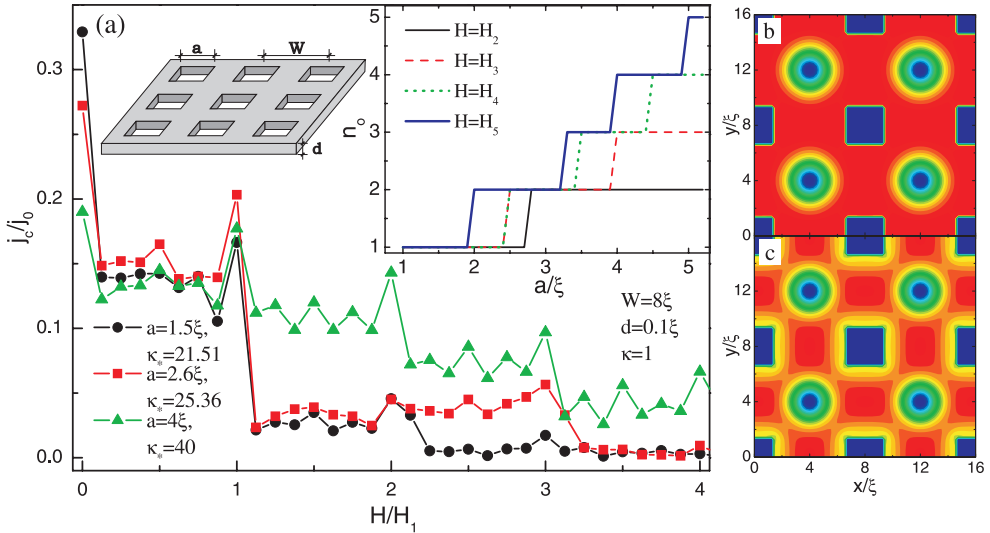 (a)
j_c/j_0
0.3
0.2
0.1
0.0
0
1
2
3
4
H/H_1
a
W
d
n_o
5
4
3
2
1
1
2
3
4
5
a/ξ
H=H_2
H=H_3
H=H_4
H=H_5
a=1.5ξ,
κ_*=21.51
a=2.6ξ,
κ_*=25.36
a=4ξ,
κ_*=40
W=8ξ
d=0.1ξ
κ=1
b
y/ξ
16
12
8
4
0
c
y/ξ
12
8
4
0
0
4
8
12
16
x/ξ